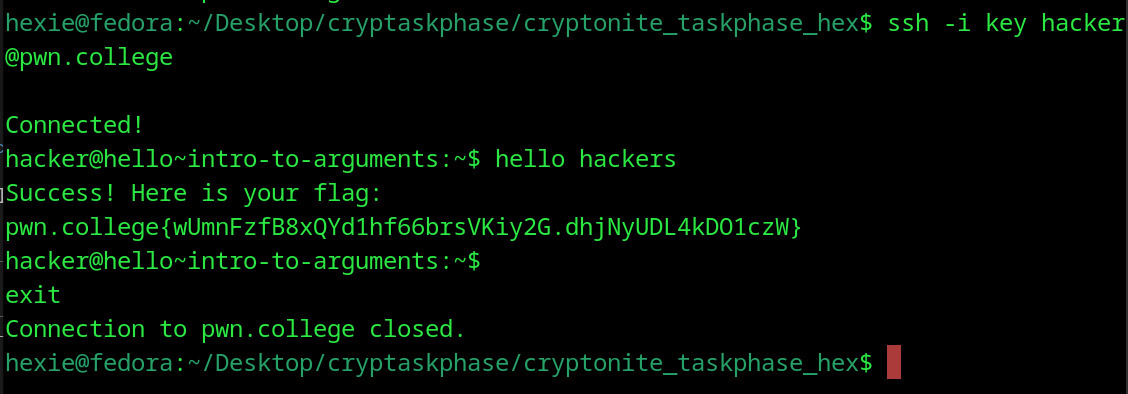 hexie@fedora:~/Desktop/cryptaskphase/cryptonite_taskphase_hex$ ssh -i key hacker
@pwn.college
Connected!
hacker@hello~intro-to-arguments:~$ hello hackers
Success! Here is your flag:
pwn.college{wUmnFzfB8xQYd1hf66brsVKiy2G.dhjNyUDL4kDO1czW}
hacker@hello~intro-to-arguments:~$
exit
Connection to pwn.college closed.
hexie@fedora:~/Desktop/cryptaskphase/cryptonite_taskphase_hex$